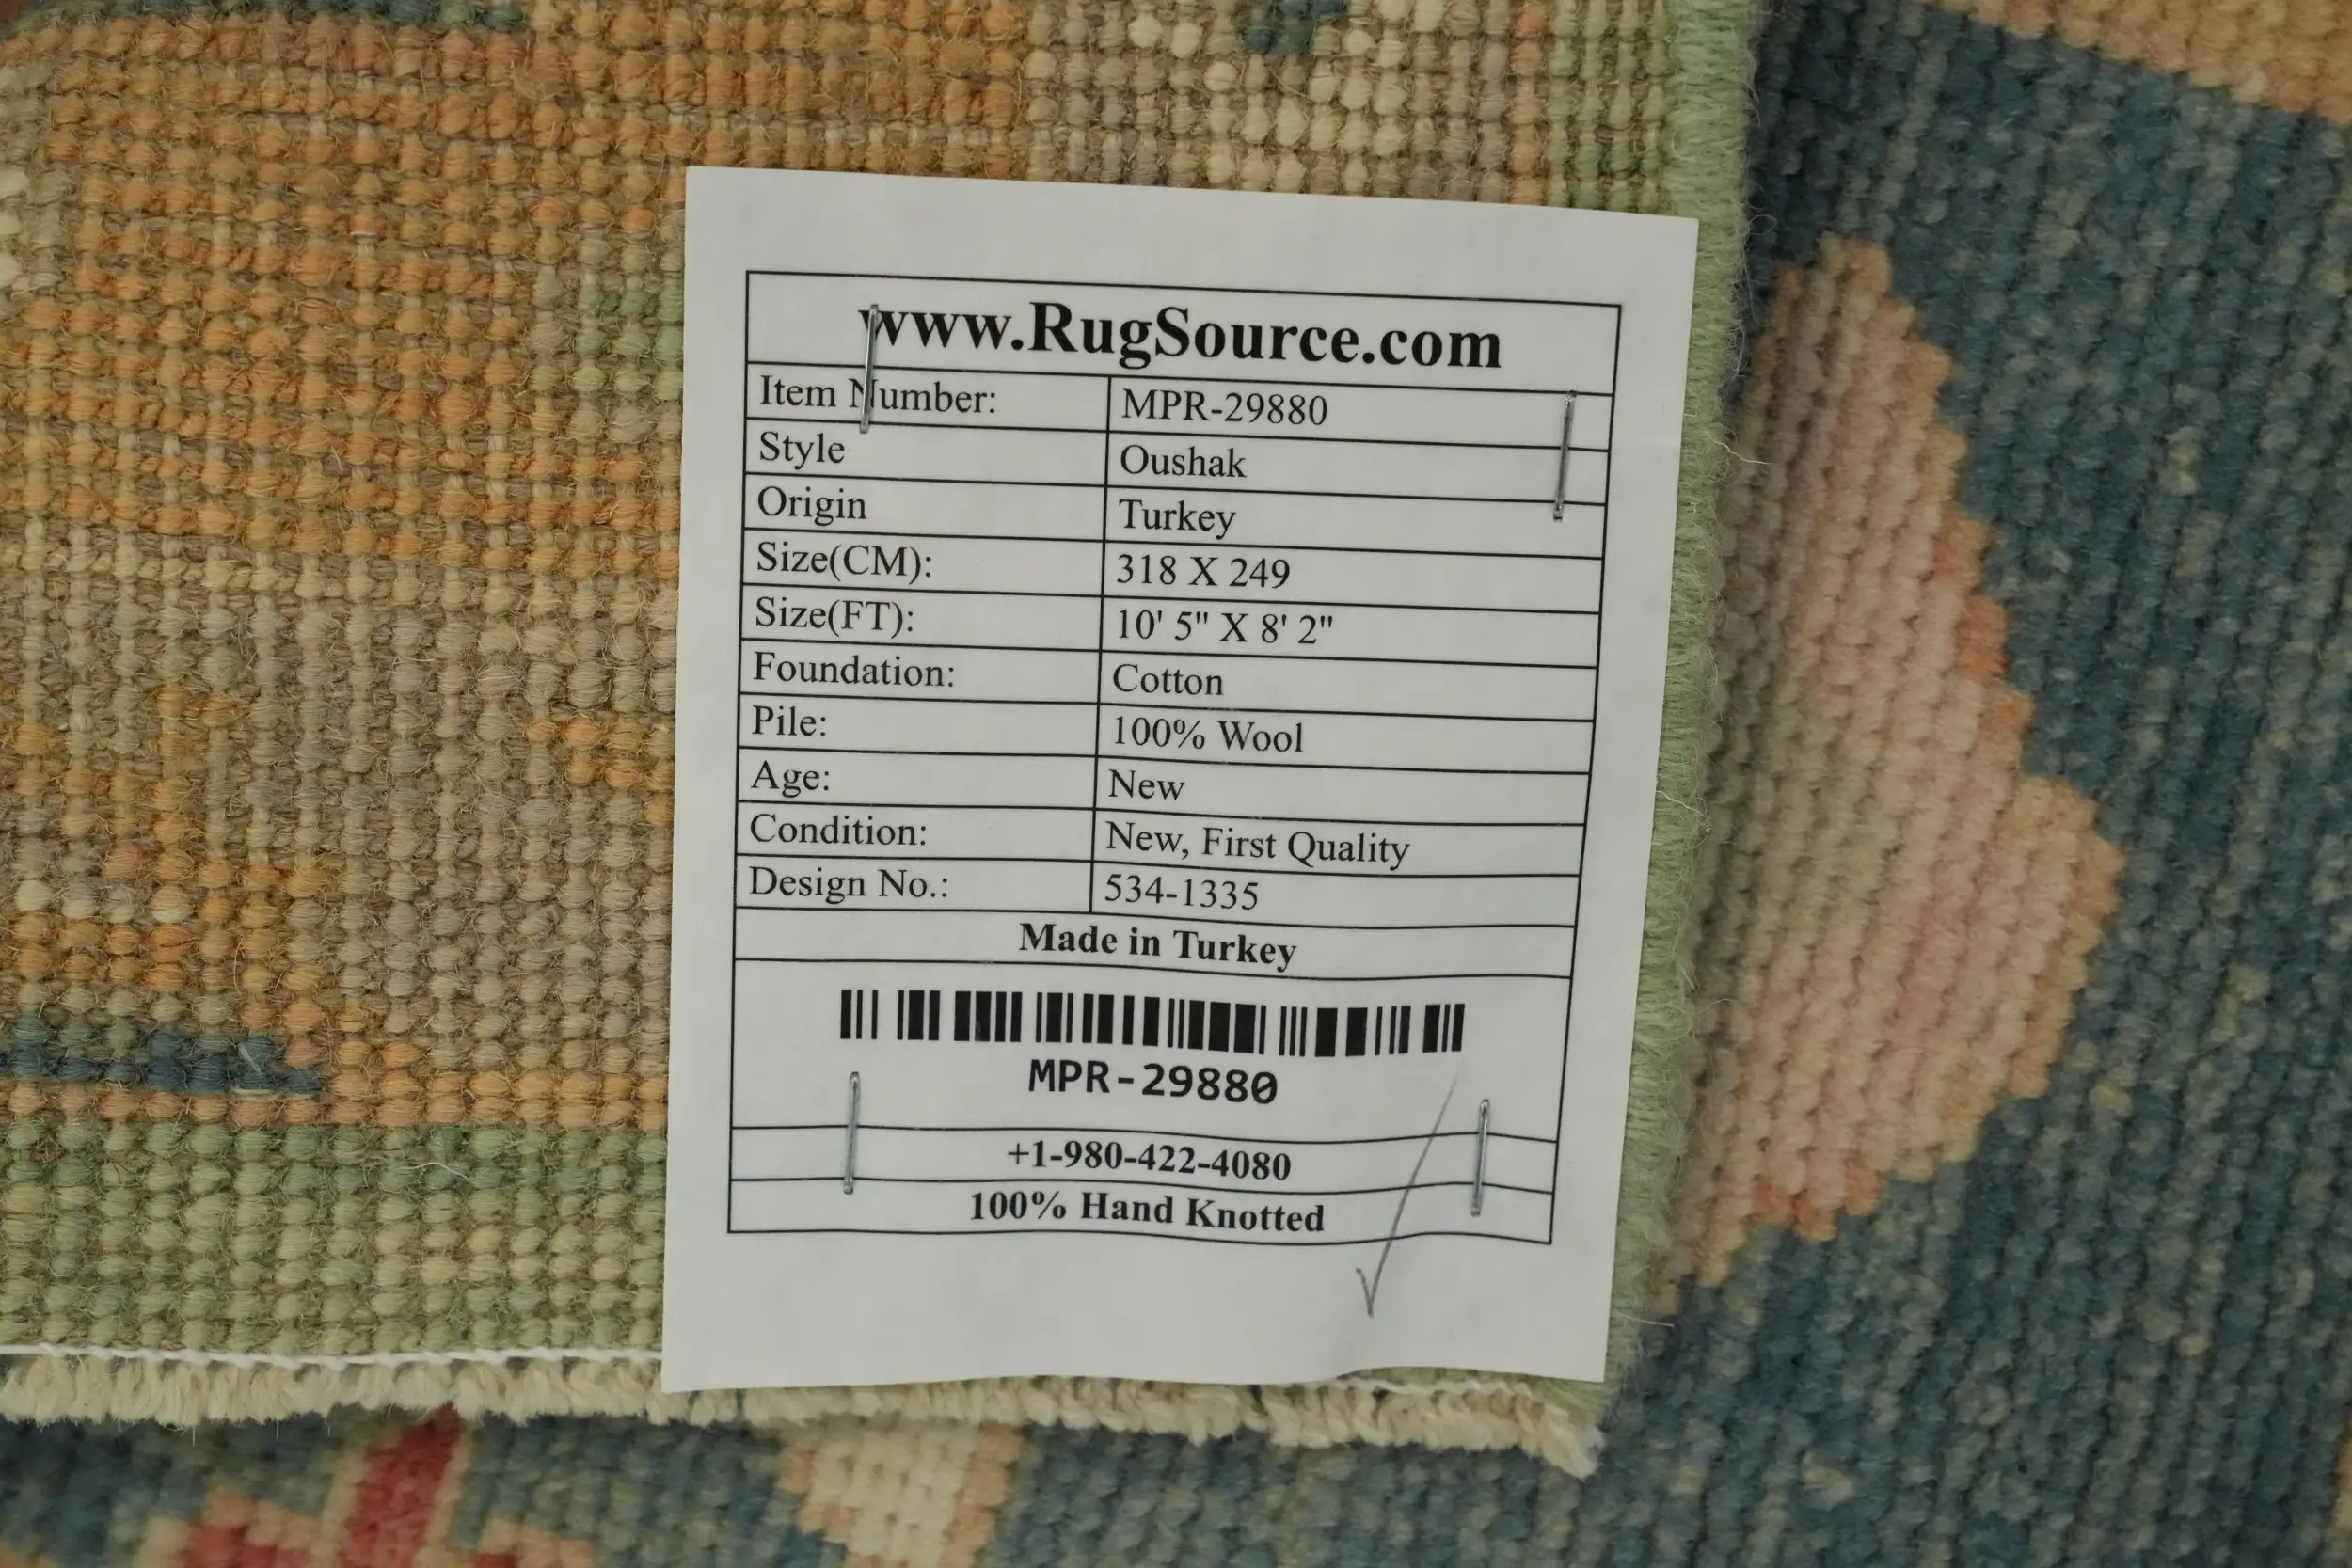 www.RugSource.com
Item Number: MPR-29880
Style Oushak
Origin Turkey
Size(CM): 318 X 249
Size(FT): 10' 5" X 8' 2"
Foundation: Cotton
Pile: 100% Wool
Age: New
Condition: New, First Quality
Design No.: 534-1335
Made in Turkey
MPR-29880
+1-980-422-4080
100% Hand Knotted